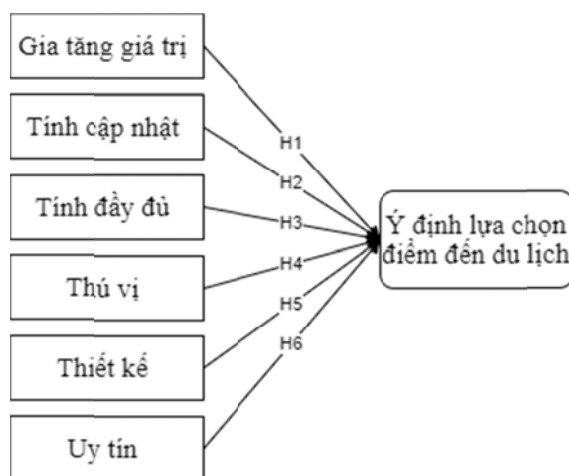 Gia tăng giá trị
Tính cập nhật
Tính đầy đủ
Thú vị
Thiết kế
Uy tín
H1
H2
H3
H4
H5
H6
Ý định lựa chọn
điểm đến du lịch